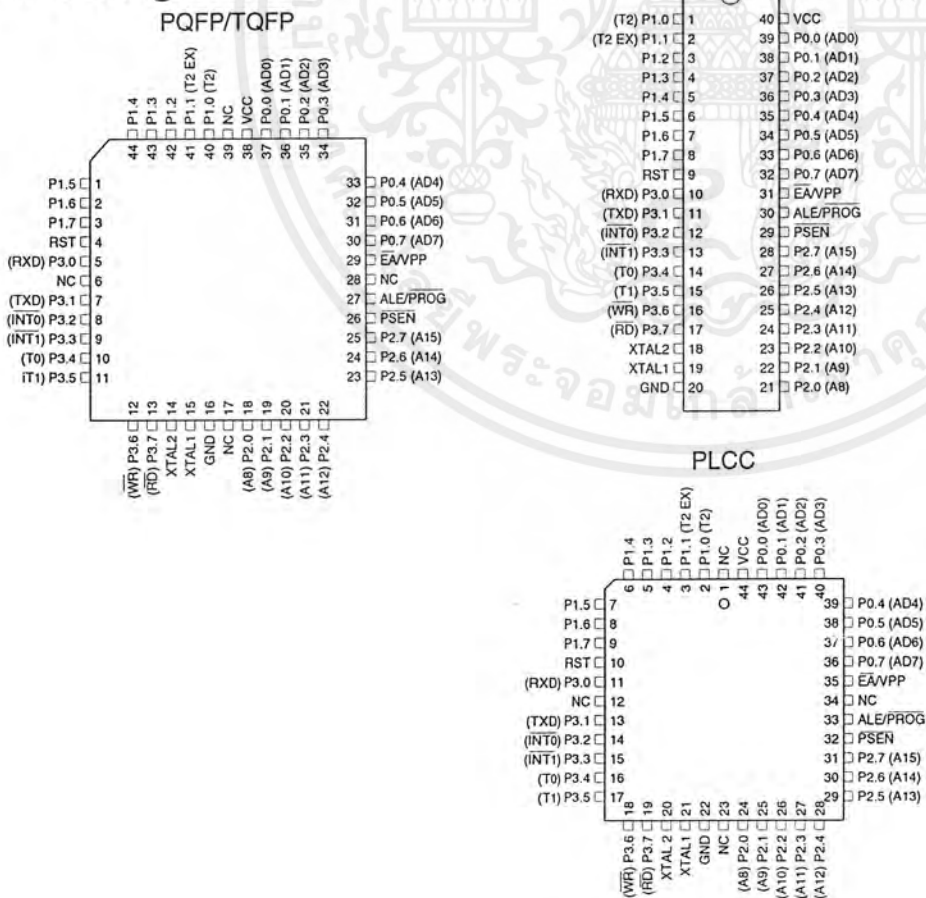 PQFP/TQFP
P1.4
P1.3
P1.2
P1.1 (T2 EX)
P1.0 (T2)
NC
VCC
P0.0 (AD0)
P0.1 (AD1)
P0.2 (AD2)
P0.3 (AD3)
44 43 42 41 40 39 38 37 36 35 34
P1.5 1
P1.6 2
P1.7 3
RST 4
(RXD) P3.0 5
NC 6
(TXD) P3.1 7
(INT0) P3.2 8
(INT1) P3.3 9
(T0) P3.4 10
iT1) P3.5 11
33 P0.4 (AD4)
32 P0.5 (AD5)
31 P0.6 (AD6)
30 P0.7 (AD7)
29 EA/VPP
28 NC
27 ALE/PROG
26 PSEN
25 P2.7 (A15)
24 P2.6 (A14)
23 P2.5 (A13)
12 13 14 15 16 17 18 19 20 21 22
(WR) P3.6
(RD) P3.7
XTAL2
XTAL1
GND
NC
(A8) P2.0
(A9) P2.1
(A10) P2.2
(A11) P2.3
(A12) P2.4
(T2) P1.0 1 40 VCC
(T2 EX) P1.1 2 39 P0.0 (AD0)
P1.2 3 38 P0.1 (AD1)
P1.3 4 37 P0.2 (AD2)
P1.4 5 36 P0.3 (AD3)
P1.5 6 35 P0.4 (AD4)
P1.6 7 34 P0.5 (AD5)
P1.7 8 33 P0.6 (AD6)
RST 9 32 P0.7 (AD7)
(RXD) P3.0 10 31 EA/VPP
(TXD) P3.1 11 30 ALE/PROG
(INT0) P3.2 12 29 PSEN
(INT1) P3.3 13 28 P2.7 (A15)
(T0) P3.4 14 27 P2.6 (A14)
(T1) P3.5 15 26 P2.5 (A13)
(WR) P3.6 16 25 P2.4 (A12)
(RD) P3.7 17 24 P2.3 (A11)
XTAL2 18 23 P2.2 (A10)
XTAL1 19 22 P2.1 (A9)
GND 20 21 P2.0 (A8)
PLCC
P1.4
P1.3
P1.2
P1.1 (T2 EX)
P1.0 (T2)
NC
VCC
P0.0 (AD0)
P0.1 (AD1)
P0.2 (AD2)
P0.3 (AD3)
6 5 4 3 2 1 44 43 42 41 40
P1.5 7
P1.6 8
P1.7 9
RST 10
(RXD) P3.0 11
NC 12
(TXD) P3.1 13
(INT0) P3.2 14
(INT1) P3.3 15
(T0) P3.4 16
(T1) P3.5 17
39 P0.4 (AD4)
38 P0.5 (AD5)
37 P0.6 (AD6)
36 P0.7 (AD7)
35 EA/VPP
34 NC
33 ALE/PROG
32 PSEN
31 P2.7 (A15)
30 P2.6 (A14)
29 P2.5 (A13)
18 19 20 21 22 23 24 25 26 27 28
(WR) P3.6
(RD) P3.7
XTAL 2
XTAL1
GND
NC
(A8) P2.0
(A9) P2.1
(A10) P2.2
(A11) P2.3
(A12) P2.4